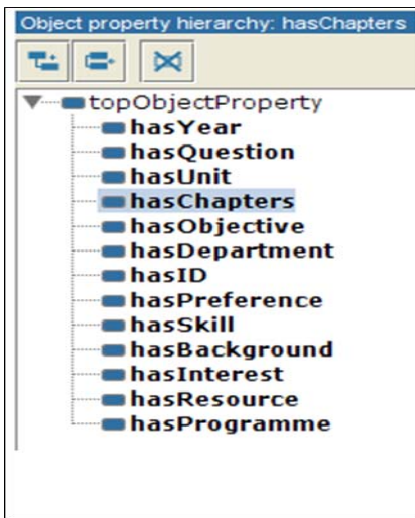 Object property hierarchy: hasChapters
topObjectProperty
hasYear
hasQuestion
hasUnit
hasChapters
hasObjective
hasDepartment
hasID
hasPreference
hasSkill
hasBackground
hasInterest
hasResource
hasProgramme